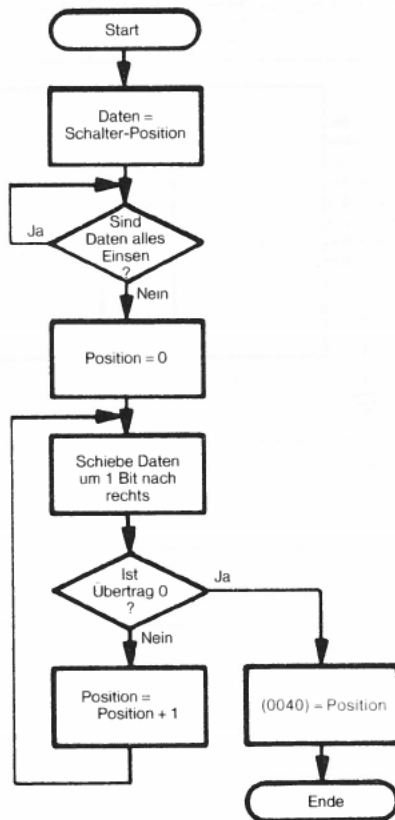 Start
Daten =
Schalter-Position
Ja
Sind
Daten alles
Einsen
?
Nein
Position = 0
Schiebe Daten
um 1 Bit nach
rechts
Ist
Übertrag 0
?
Ja
Nein
Position =
Position + 1
(0040) = Position
Ende